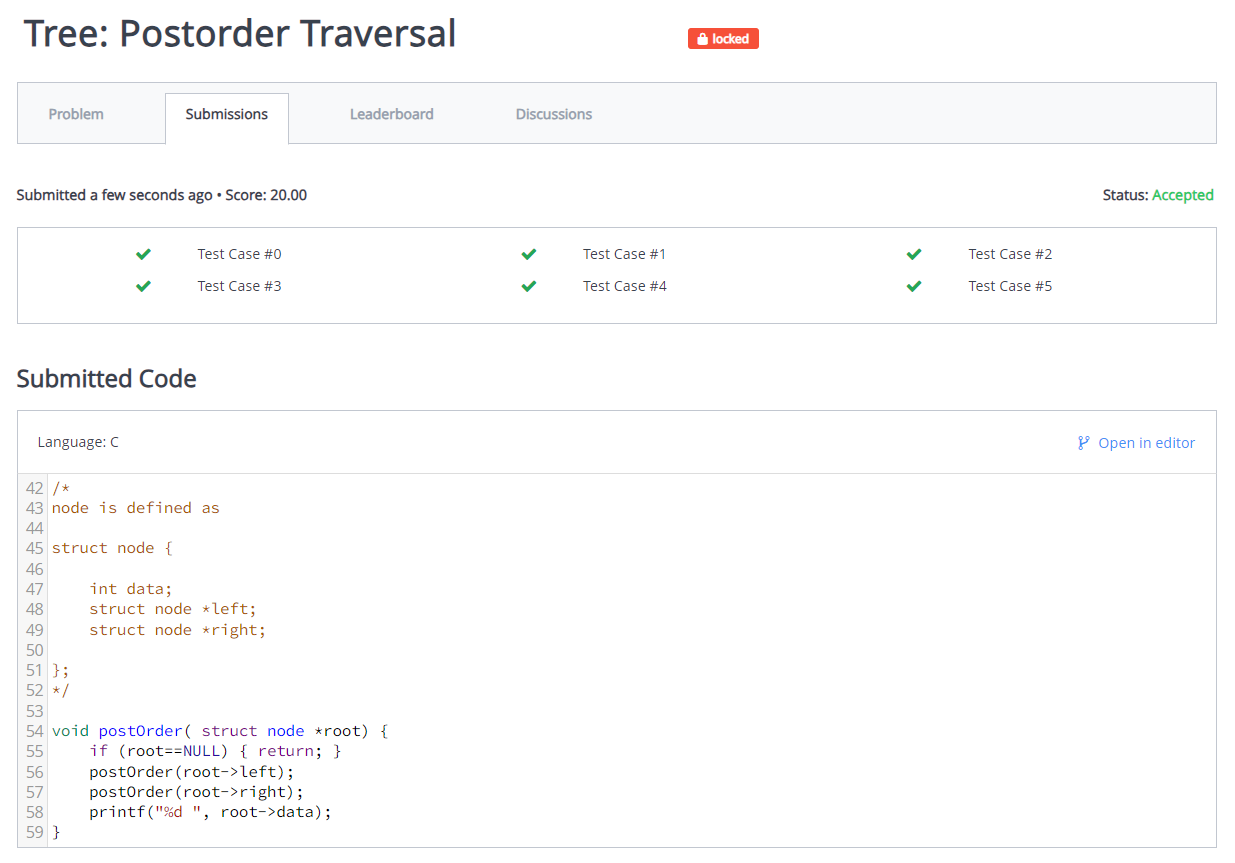 Tree: Postorder Traversal
locked
Problem Submissions Leaderboard Discussions
Submitted a few seconds ago • Score: 20.00 Status: Accepted
Test Case #0 Test Case #1 Test Case #2
Test Case #3 Test Case #4 Test Case #5
Submitted Code
Language: C Open in editor
42 /*
43 node is defined as
44
45 struct node {
46
47     int data;
48     struct node *left;
49     struct node *right;
50
51 };
52 */
53
54 void postOrder( struct node *root) {
55     if (root==NULL) { return; }
56     postOrder(root->left);
57     postOrder(root->right);
58     printf("%d ", root->data);
59 }